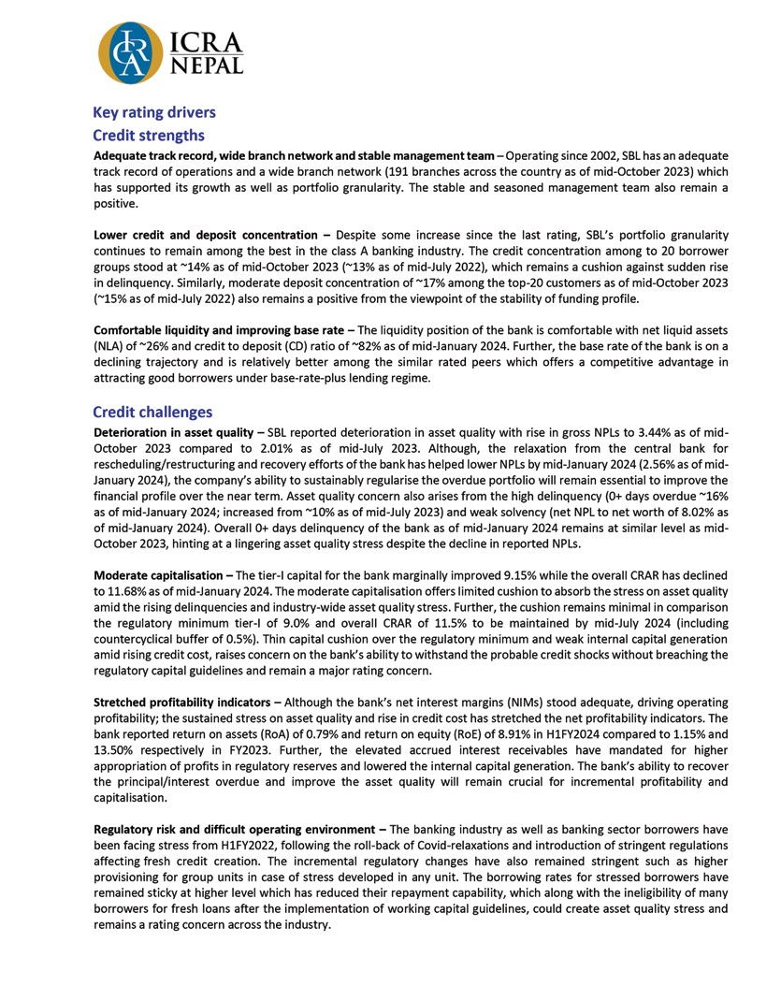 ICRA
NEPAL
Key rating drivers
Credit strengths
Adequate track record, wide branch network and stable management team – Operating since 2002, SBL has an adequate
track record of operations and a wide branch network (191 branches across the country as of mid-October 2023) which
has supported its growth as well as portfolio granularity. The stable and seasoned management team also remain a
positive.
Lower credit and deposit concentration – Despite some increase since the last rating, SBL's portfolio granularity
continues to remain among the best in the class A banking industry. The credit concentration among to 20 borrower
groups stood at ~14% as of mid-October 2023 (~13% as of mid-July 2022), which remains a cushion against sudden rise
in delinquency. Similarly, moderate deposit concentration of ~17% among the top-20 customers as of mid-October 2023
(~15% as of mid-July 2022) also remains a positive from the viewpoint of the stability of funding profile.
Comfortable liquidity and improving base rate – The liquidity position of the bank is comfortable with net liquid assets
(NLA) of ~26% and credit to deposit (CD) ratio of ~82% as of mid-January 2024. Further, the base rate of the bank is on a
declining trajectory and is relatively better among the similar rated peers which offers a competitive advantage in
attracting good borrowers under base-rate-plus lending regime.
Credit challenges
Deterioration in asset quality – SBL reported deterioration in asset quality with rise in gross NPLs to 3.44% as of mid-
October 2023 compared to 2.01% as of mid-July 2023. Although, the relaxation from the central bank for
rescheduling/restructuring and recovery efforts of the bank has helped lower NPLs by mid-January 2024 (2.56% as of mid-
January 2024), the company's ability to sustainably regularise the overdue portfolio will remain essential to improve the
financial profile over the near term. Asset quality concern also arises from the high delinquency (0+ days overdue ~16%
as of mid-January 2024; increased from ~10% as of mid-July 2023) and weak solvency (net NPL to net worth of 8.02% as
of mid-January 2024). Overall 0+ days delinquency of the bank as of mid-January 2024 remains at similar level as mid-
October 2023, hinting at a lingering asset quality stress despite the decline in reported NPLs.
Moderate capitalisation – The tier-I capital for the bank marginally improved 9.15% while the overall CRAR has declined
to 11.68% as of mid-January 2024. The moderate capitalisation offers limited cushion to absorb the stress on asset quality
amid the rising delinquencies and industry-wide asset quality stress. Further, the cushion remains minimal in comparison
the regulatory minimum tier-I of 9.0% and overall CRAR of 11.5% to be maintained by mid-July 2024 (including
countercyclical buffer of 0.5%). Thin capital cushion over the regulatory minimum and weak internal capital generation
amid rising credit cost, raises concern on the bank's ability to withstand the probable credit shocks without breaching the
regulatory capital guidelines and remain a major rating concern.
Stretched profitability indicators – Although the bank's net interest margins (NIMs) stood adequate, driving operating
profitability; the sustained stress on asset quality and rise in credit cost has stretched the net profitability indicators. The
bank reported return on assets (RoA) of 0.79% and return on equity (RoE) of 8.91% in H1FY2024 compared to 1.15% and
13.50% respectively in FY2023. Further, the elevated accrued interest receivables have mandated for higher
appropriation of profits in regulatory reserves and lowered the internal capital generation. The bank's ability to recover
the principal/interest overdue and improve the asset quality will remain crucial for incremental profitability and
capitalisation.
Regulatory risk and difficult operating environment – The banking industry as well as banking sector borrowers have
been facing stress from H1FY2022, following the roll-back of Covid-relaxations and introduction of stringent regulations
affecting fresh credit creation. The incremental regulatory changes have also remained stringent such as higher
provisioning for group units in case of stress developed in any unit. The borrowing rates for stressed borrowers have
remained sticky at higher level which has reduced their repayment capability, which along with the ineligibility of many
borrowers for fresh loans after the implementation of working capital guidelines, could create asset quality stress and
remains a rating concern across the industry.